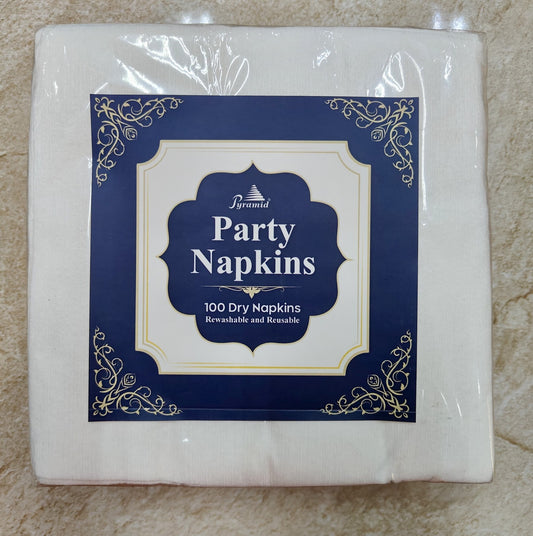 Pyramid
Party
Napkins
100 Dry Napkins
Rewashable and Reusable